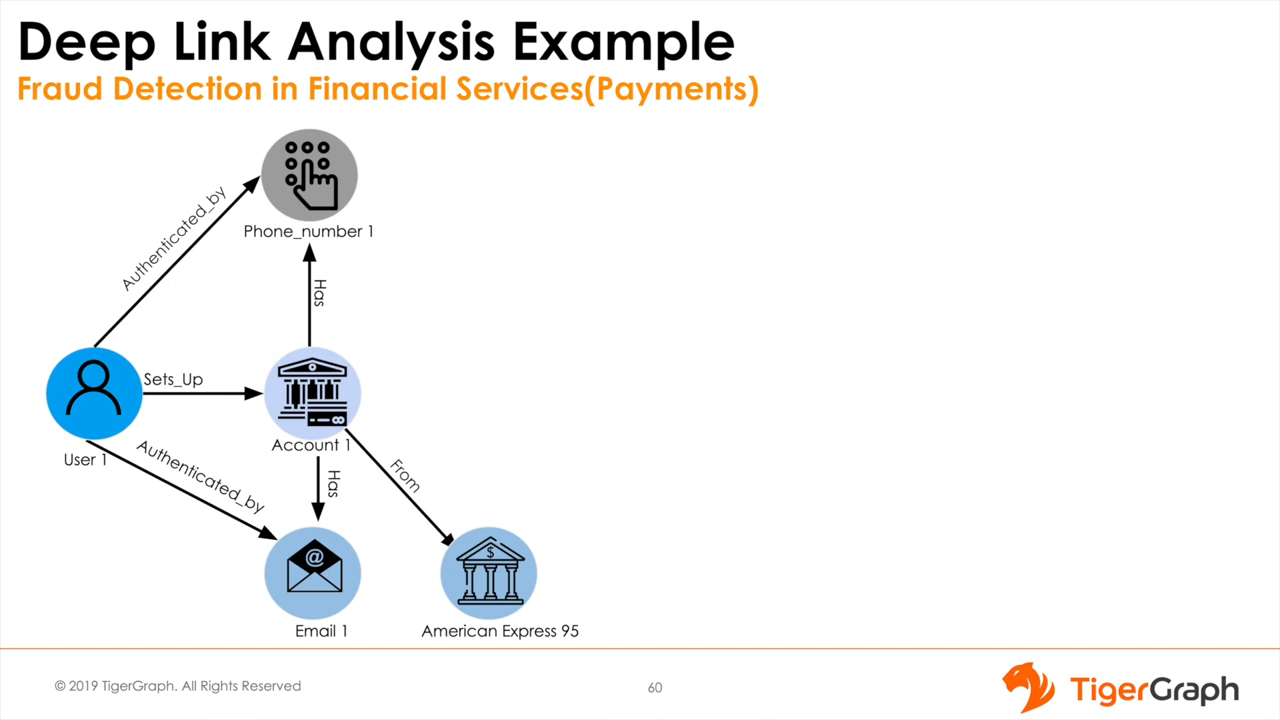 Deep Link Analysis Example
Fraud Detection in Financial Services(Payments)
Authenticated_by
Phone_number 1
Has
Sets_Up
User 1
Account 1
Authenticated_by
Has
From
@
$
Email 1
American Express 95
© 2019 TigerGraph. All Rights Reserved
60
TigerGraph